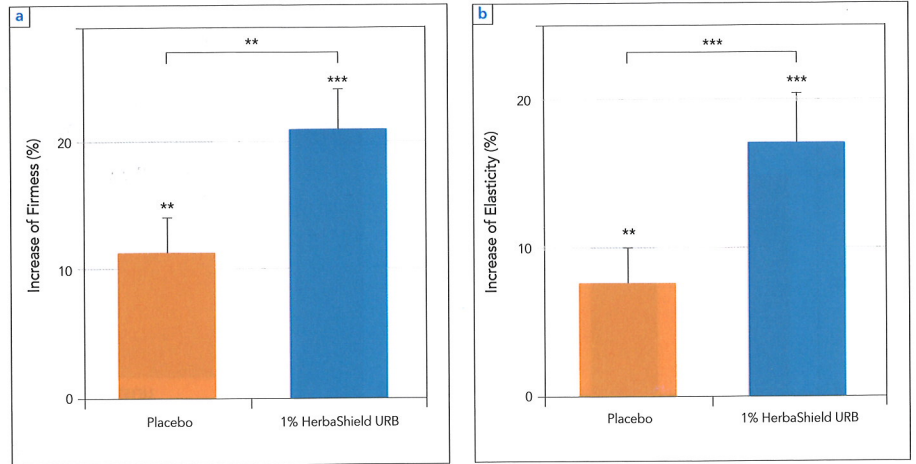 a
**
***
**
20
10
0
Increase of Firmness (%)
Placebo
1% HerbaShield URB
b
***
***
**
20
10
0
Increase of Elasticity (%)
Placebo
1% HerbaShield URB